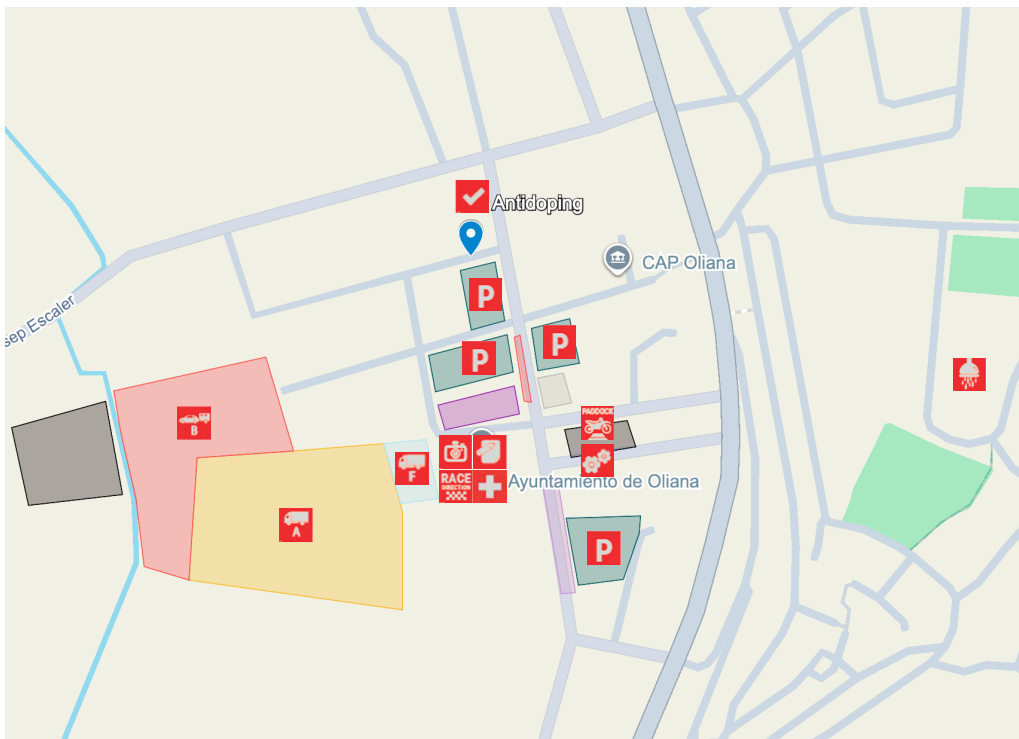 Antidoping
CAP Oliana
sep Escaler
P
P
P
B
PADDOCK
F
RACE
DIRECTION
Ayuntamiento de Oliana
A
P